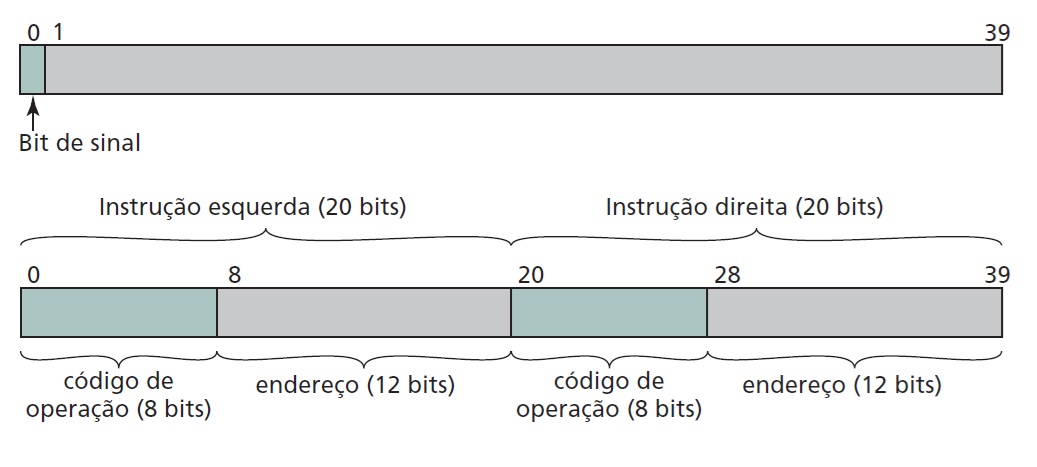 0 1 39
Bit de sinal
Instrução esquerda (20 bits) Instrução direita (20 bits)
0 8 20 28 39
código de operação (8 bits)
endereço (12 bits)
código de operação (8 bits)
endereço (12 bits)